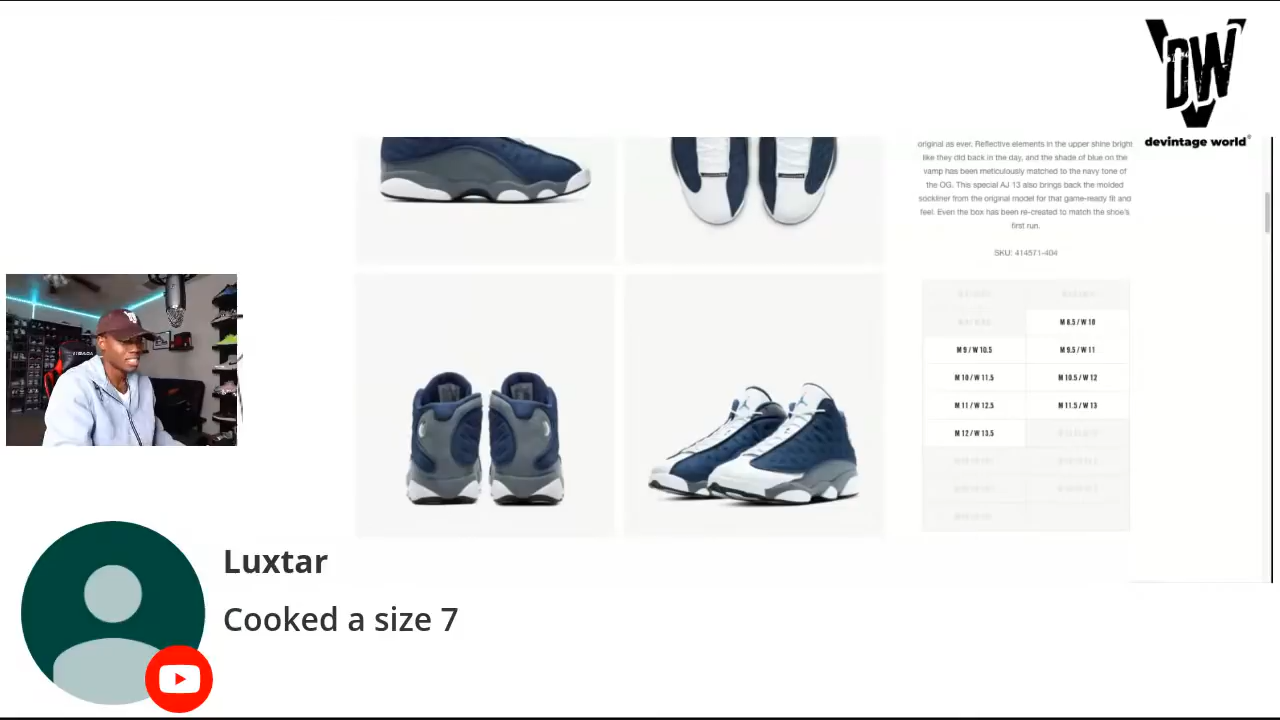 DW
devintage world®
original as ever. Reflective elements in the upper shine bright
like they did back in the day, and the shade of blue on the
vamp has been meticulously matched to the navy tone of
the OG. This special AJ 13 also brings back the molded
sockliner from the original model for that game-ready fit and
feel. Even the box has been re-created to match the shoe's
first run.
SKU: 414571-404
M 8.5 / W 10
M 9 / W 10.5
M 9.5 / W 11
M 10 / W 11.5
M 10.5 / W 12
M 11 / W 12.5
M 11.5 / W 13
M 12 / W 13.5
Luxtar
Cooked a size 7